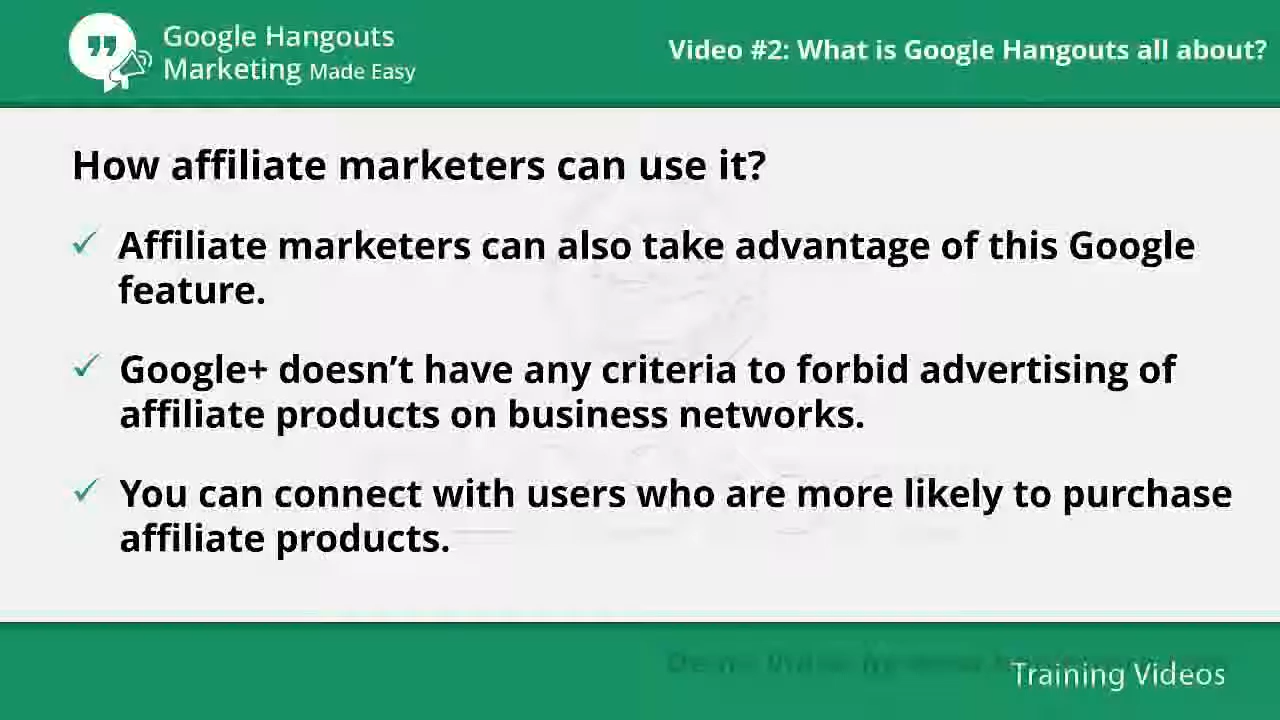 Google Hangouts
Marketing Made Easy
Video #2: What is Google Hangouts all about?
How affiliate marketers can use it?
Affiliate marketers can also take advantage of this Google
feature.
Google+ doesn’t have any criteria to forbid advertising of
affiliate products on business networks.
You can connect with users who are more likely to purchase
affiliate products.
Training Videos